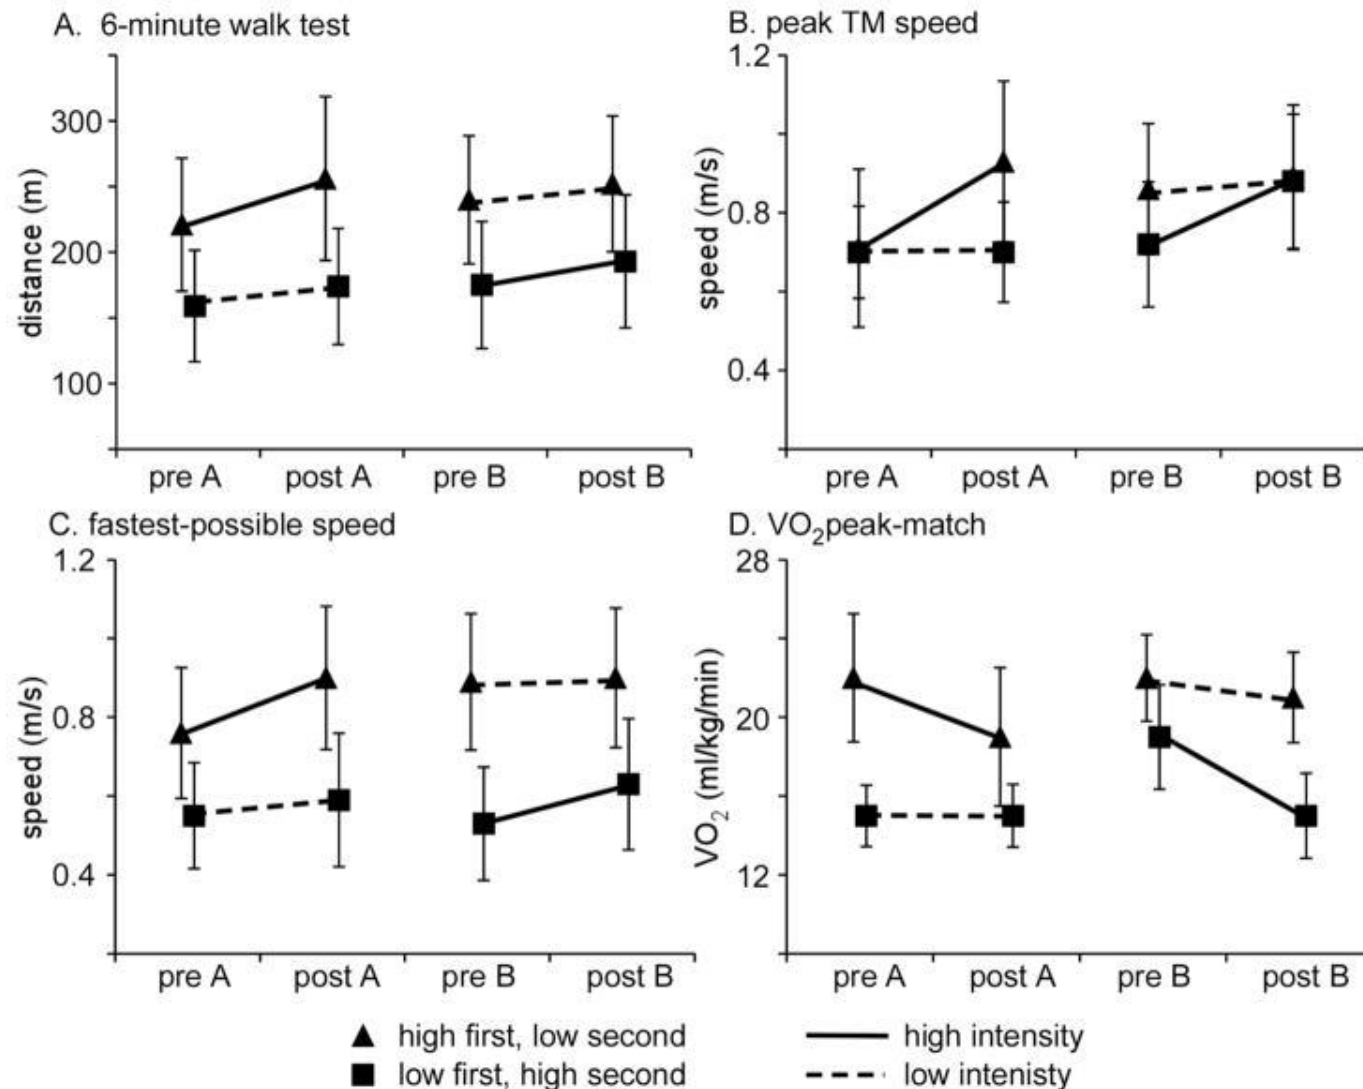 A. 6-minute walk test
300
200
100
distance (m)
pre A post A pre B post B
B. peak TM speed
1.2
0.8
0.4
speed (m/s)
pre A post A pre B post B
C. fastest-possible speed
1.2
0.8
0.4
speed (m/s)
pre A post A pre B post B
D. VO₂peak-match
28
20
12
VO₂ (ml/kg/min)
pre A post A pre B post B
high first, low second
low first, high second
high intensity
low intenisty